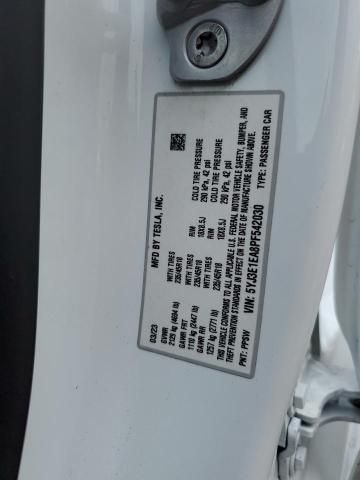 MFD BY TESLA, INC.
03/23
GVWR
2129 kg (4694 lb)
GAWR FRT WITH TIRES RIM COLD TIRE PRESSURE
1110 kg (2447 lb) 235/45R18 18X8.5J 290 kPa, 42 psi
GAWR RR WITH TIRES RIM COLD TIRE PRESSURE
1257 kg (2771 lb) 235/45R18 18X8.5J 290 kPa, 42 psi
THIS VEHICLE CONFORMS TO ALL APPLICABLE U.S. FEDERAL MOTOR VEHICLE SAFETY, BUMPER, AND
THEFT PREVENTION STANDARDS IN EFFECT ON THE DATE OF MANUFACTURE SHOWN ABOVE.
VIN: 5YJ3E1EA8PF542030 TYPE: PASSENGER CAR
PNT: PPSW